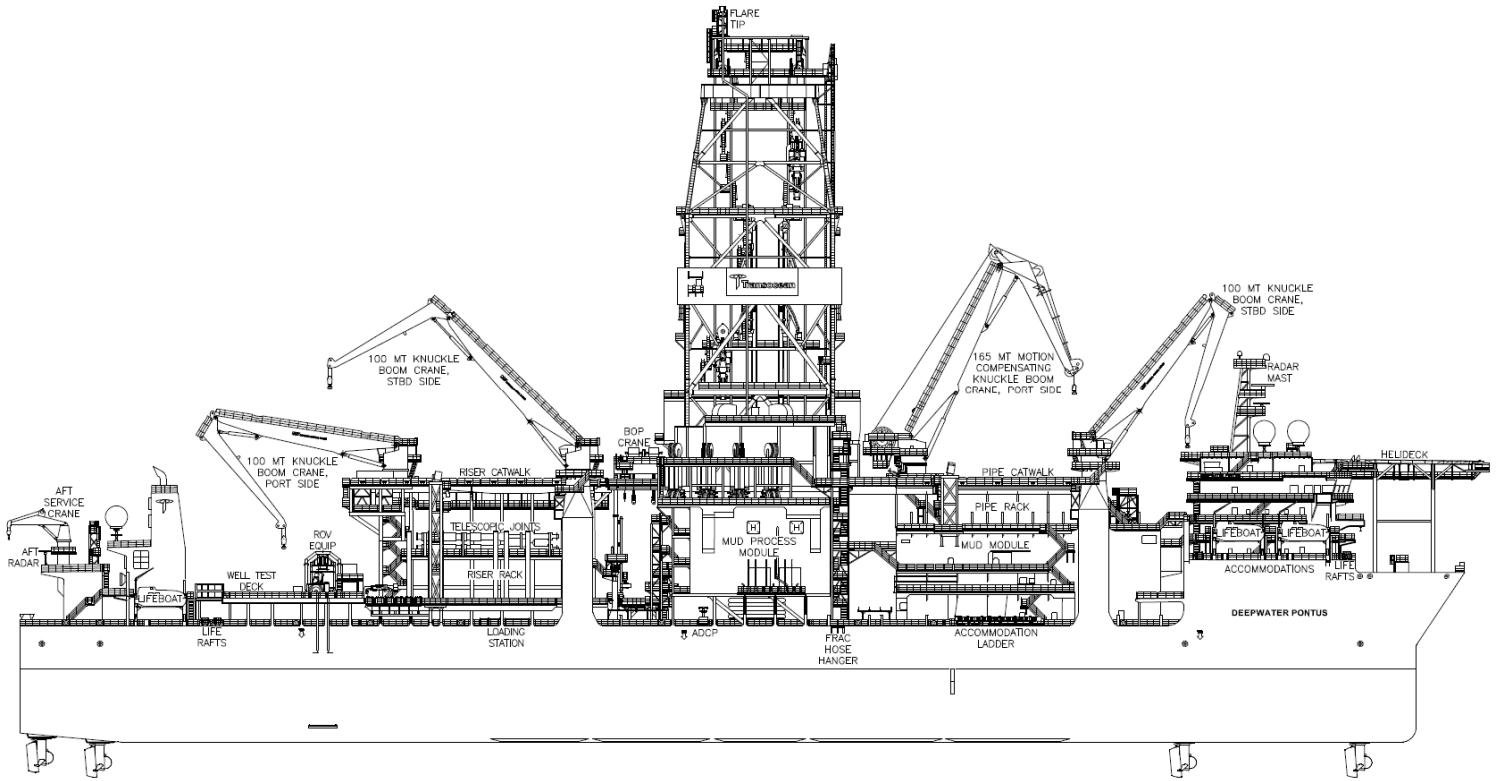 FLARE
TIP
Transocean
100 MT KNUCKLE
BOOM CRANE,
STBD SIDE
165 MT MOTION
COMPENSATING
KNUCKLE BOOM
CRANE, PORT SIDE
100 MT KNUCKLE
BOOM CRANE,
STBD SIDE
RADAR
MAST
100 MT KNUCKLE
BOOM CRANE,
PORT SIDE
BOP
CRANE
RISER CATWALK
PIPE CATWALK
HELIDECK
AFT
SERVICE
CRANE
AFT
RADAR
ROV
EQUIP
TELESCOPIC JOINTS
H
H
MUD PROCESS
MODULE
PIPE RACK
MUD MODULE
LIFEBOAT
LIFEBOAT
WELL TEST
DECK
RISER RACK
ACCOMMODATIONS
LIFE
RAFTS
LIFEBOAT
DEEPWATER PONTUS
LIFE
RAFTS
LOADING
STATION
ADCP
FRAC
HOSE
HANGER
ACCOMMODATION
LADDER